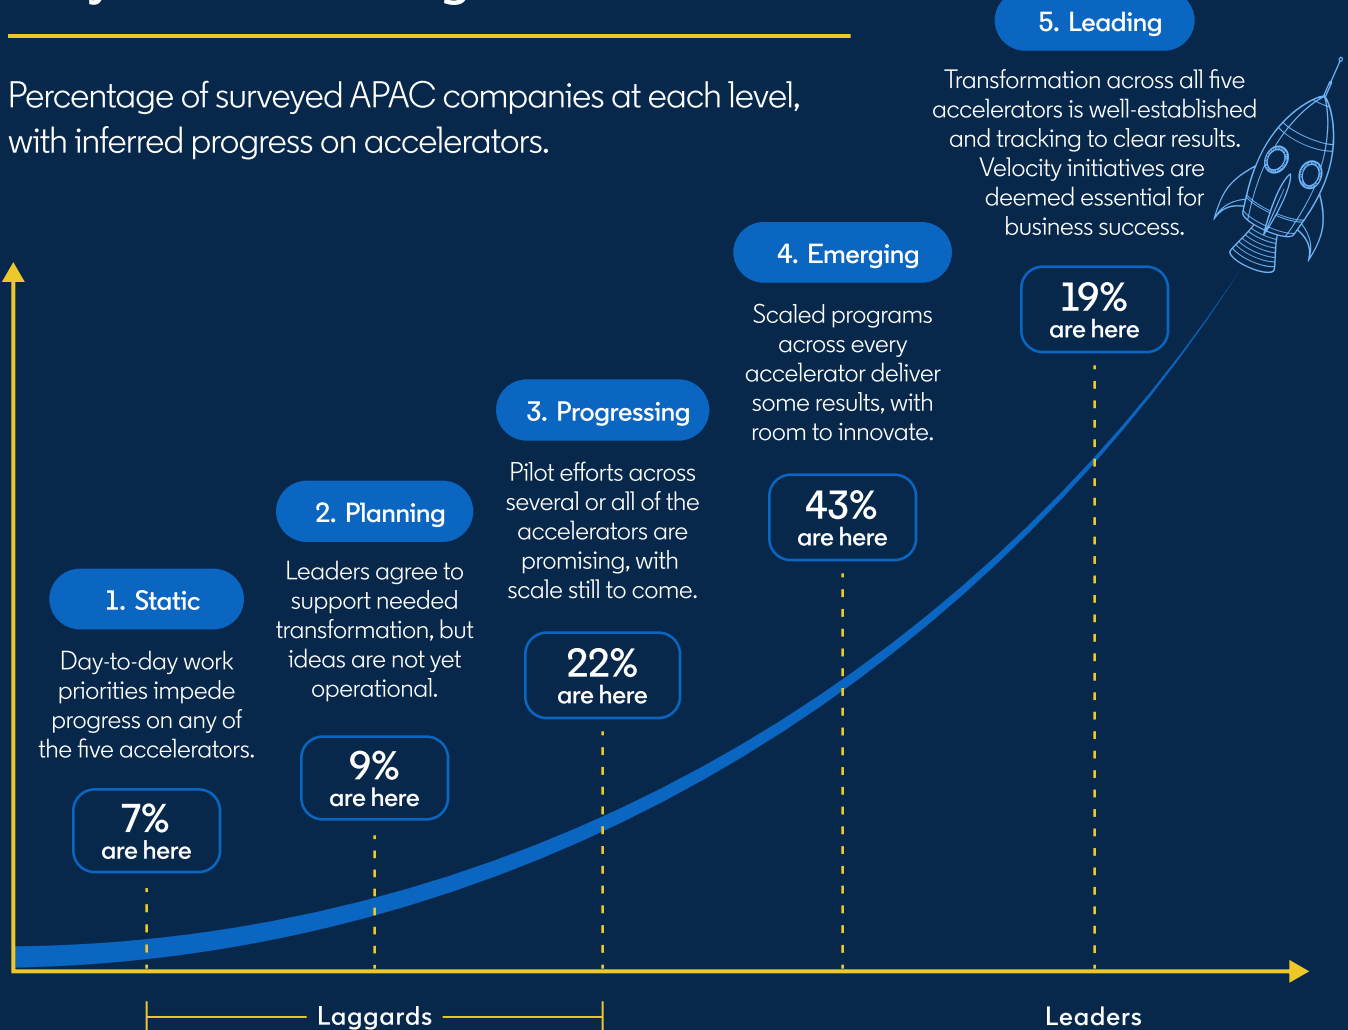 Percentage of surveyed APAC companies at each level,
with inferred progress on accelerators.
5. Leading
Transformation across all five
accelerators is well-established
and tracking to clear results.
Velocity initiatives are
deemed essential for
business success.
19%
are here
4. Emerging
Scaled programs
across every
accelerator deliver
some results, with
room to innovate.
43%
are here
3. Progressing
Pilot efforts across
several or all of the
accelerators are
promising, with
scale still to come.
22%
are here
2. Planning
Leaders agree to
support needed
transformation, but
ideas are not yet
operational.
9%
are here
1. Static
Day-to-day work
priorities impede
progress on any of
the five accelerators.
7%
are here
Laggards
Leaders